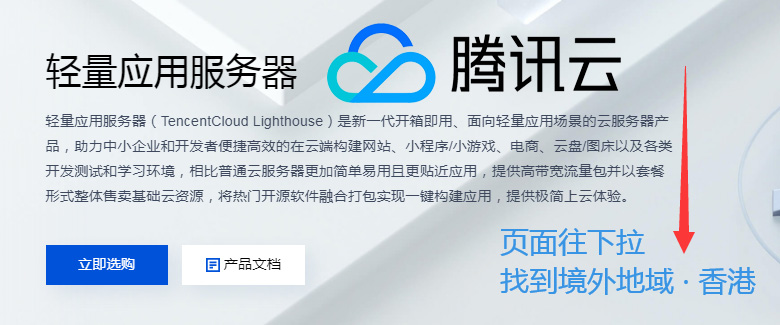 轻量应用服务器
腾讯云
轻量应用服务器（TencentCloud Lighthouse）是新一代开箱即用、面向轻量应用场景的云服务器产
品，助力中小企业和开发者便捷高效的在云端构建网站、小程序/小游戏、电商、云盘/图床以及各类
开发测试和学习环境，相比普通云服务器更加简单易用且更贴近应用，提供高带宽流量包并以套餐
形式整体售卖基础云资源，将热门开源软件融合打包实现一键构建应用，提供极简上云体验。
立即选购
产品文档
页面往下拉
找到境外地域 · 香港